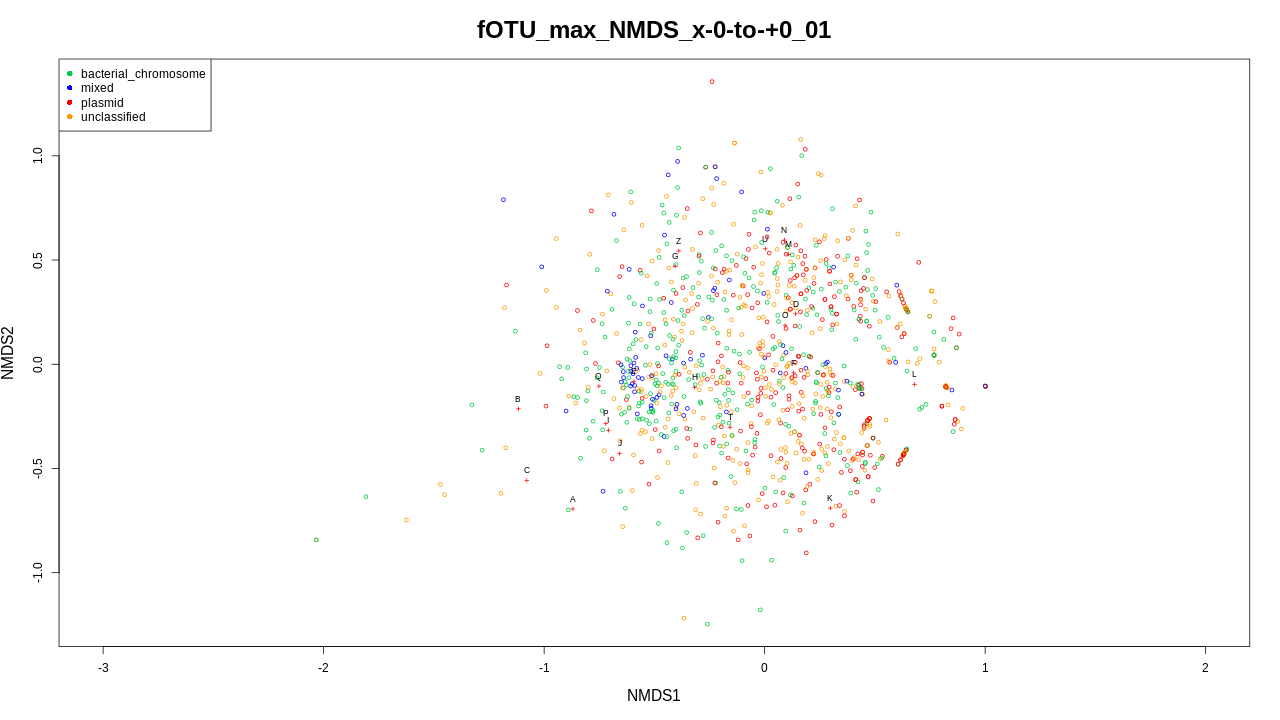 fOTU_max_NMDS_x-0-to-+0_01
bacterial_chromosome
mixed
plasmid
unclassified
NMDS2
1.0
0.5
0.0
-0.5
-1.0
Z
G
U
N
M
D
O
F
H
Q
B
P
I
J
T
L
C
A
K
-3
-2
-1
0
1
2
NMDS1